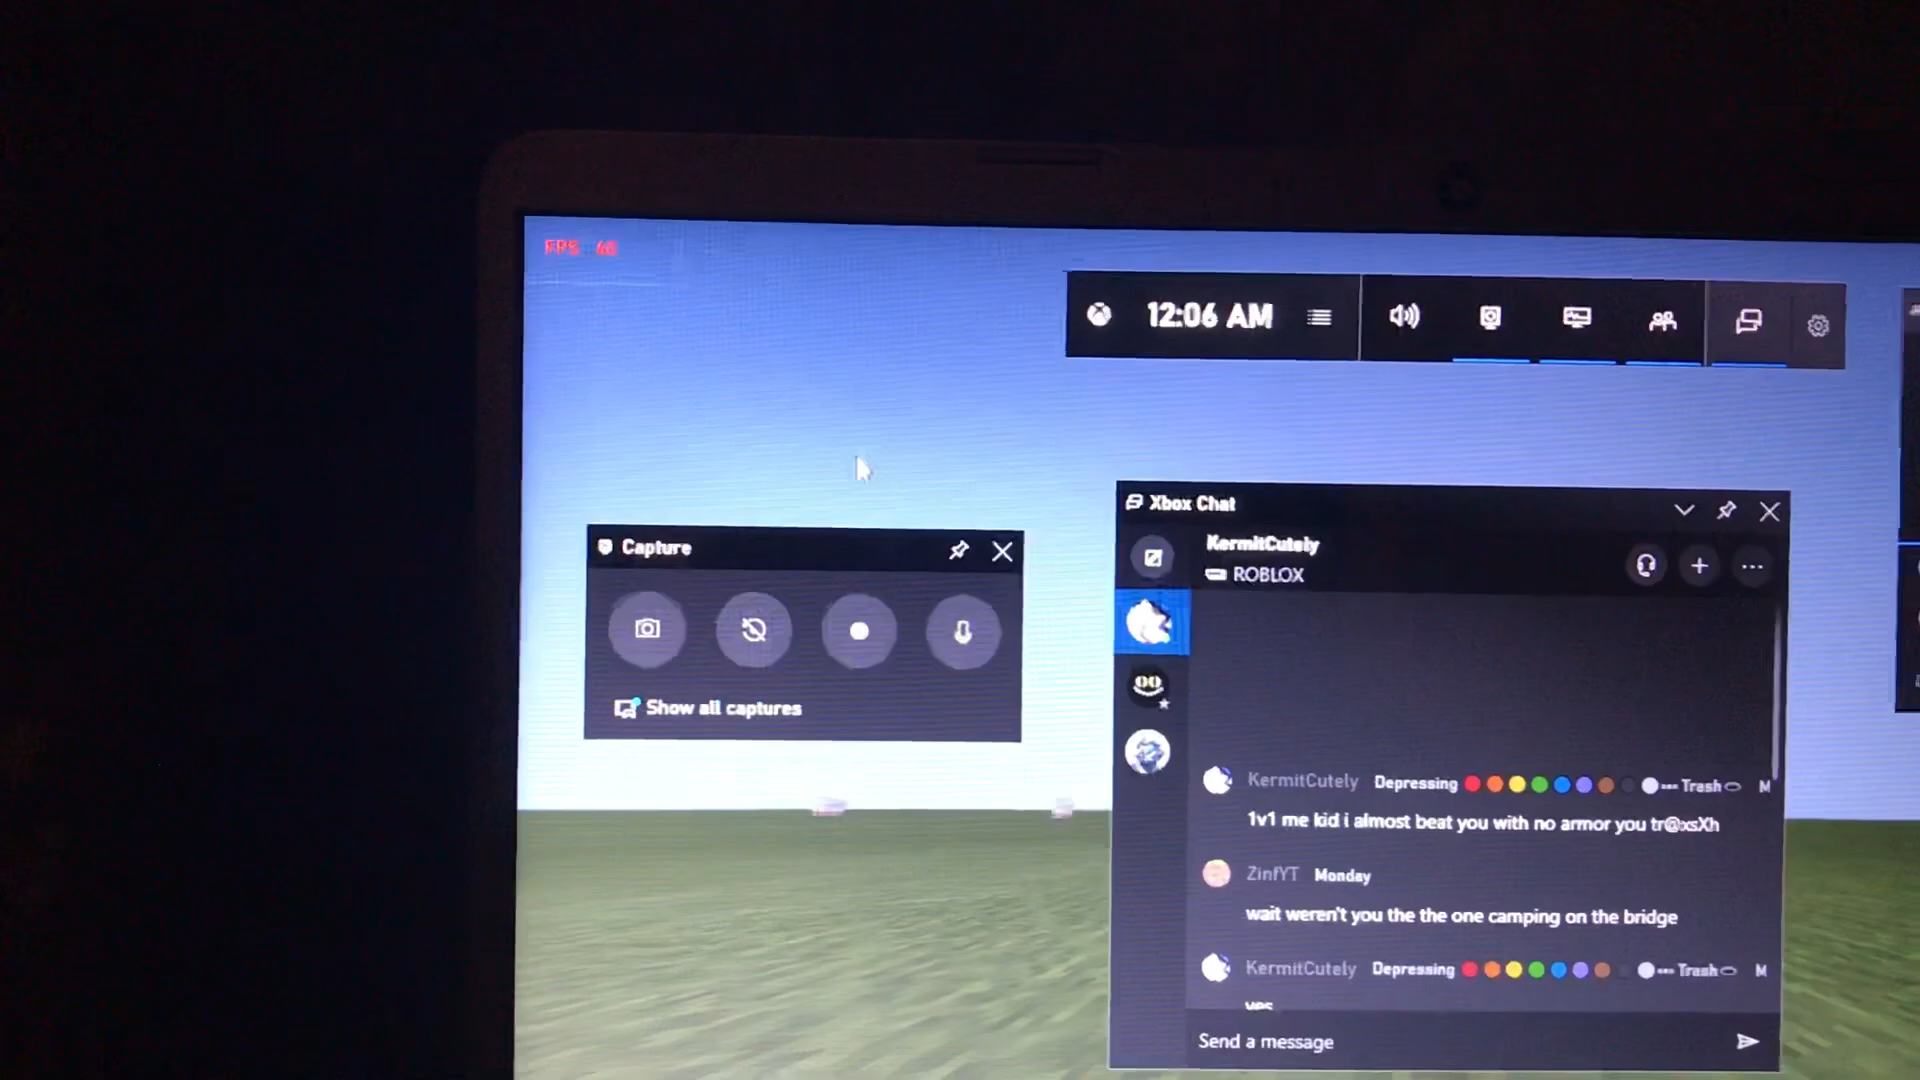 FPS
12:06 AM
Xbox Chat
KermitCutely
ROBLOX
Capture
Show all captures
KermitCutely Depressing Trash M
1v1 me kid i almost beat you with no armor you tr@xsXh
ZinfYT Monday
wait weren't you the the one camping on the bridge
KermitCutely Depressing Trash M
yes
Send a message